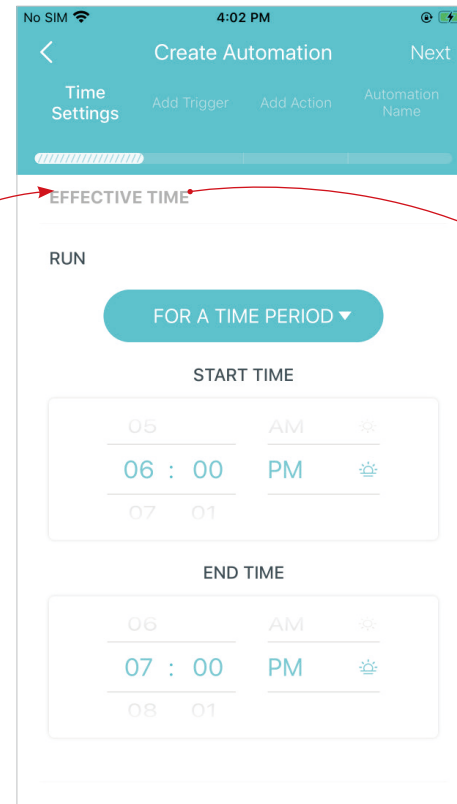 No SIM 4:02 PM
Create Automation Next
Time Settings Add Trigger Add Action Automation Name
EFFECTIVE TIME
RUN
FOR A TIME PERIOD
START TIME
05 AM
06 : 00 PM
07 01
END TIME
06 AM
07 : 00 PM
08 01